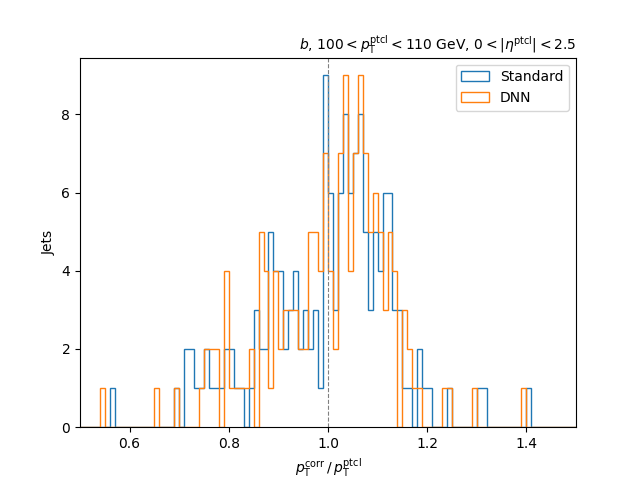 b, 100 < p_T^ptcl < 110 GeV, 0 < |η^ptcl| < 2.5
Standard
DNN
8
6
4
2
0
Jets
0.6 0.8 1.0 1.2 1.4
p_T^corr / p_T^ptcl